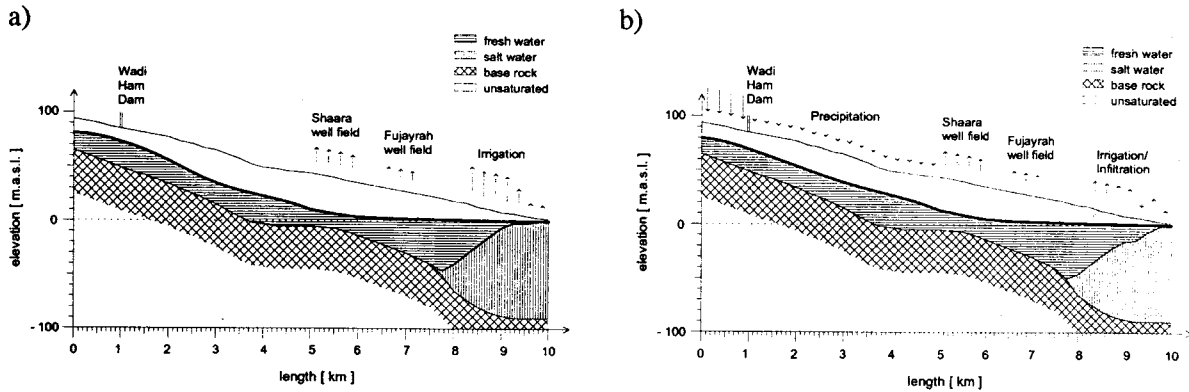 a)
fresh water
salt water
base rock
unsaturated
Wadi
Ham
Dam
Shaara
well field
Fujayrah
well field
Irrigation
elevation [ m.a.s.l. ]
100
0
- 100
0 1 2 3 4 5 6 7 8 9 10
length [ km ]
b)
fresh water
salt water
base rock
unsaturated
Wadi
Ham
Dam
Precipitation
Shaara
well field
Fujayrah
well field
Irrigation/
Infiltration
elevation [ m.a.s.l. ]
100
0
- 100
0 1 2 3 4 5 6 7 8 9 10
length [ km ]